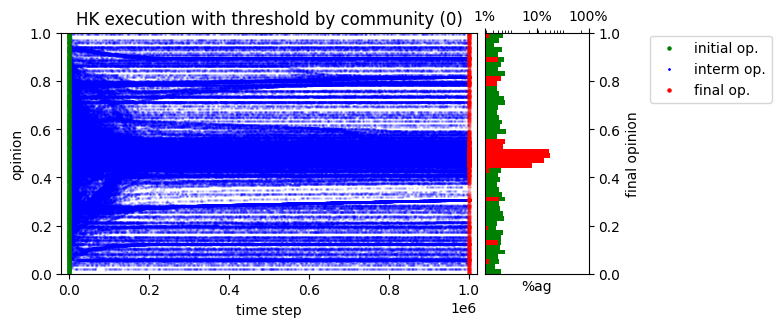 HK execution with threshold by community (0)
1% 10% 100%
1.0 0.8 0.6 0.4 0.2 0.0
opinion
0.0 0.2 0.4 0.6 0.8 1.0
1e6
time step
%ag
1.0 0.8 0.6 0.4 0.2 0.0
final opinion
initial op.
interm op.
final op.